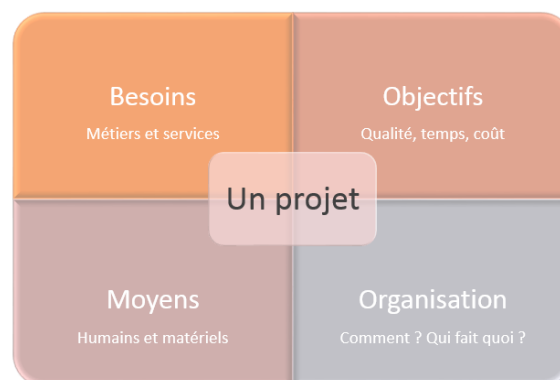 Besoins
Métiers et services
Objectifs
Qualité, temps, coût
Un projet
Moyens
Humains et matériels
Organisation
Comment ? Qui fait quoi ?